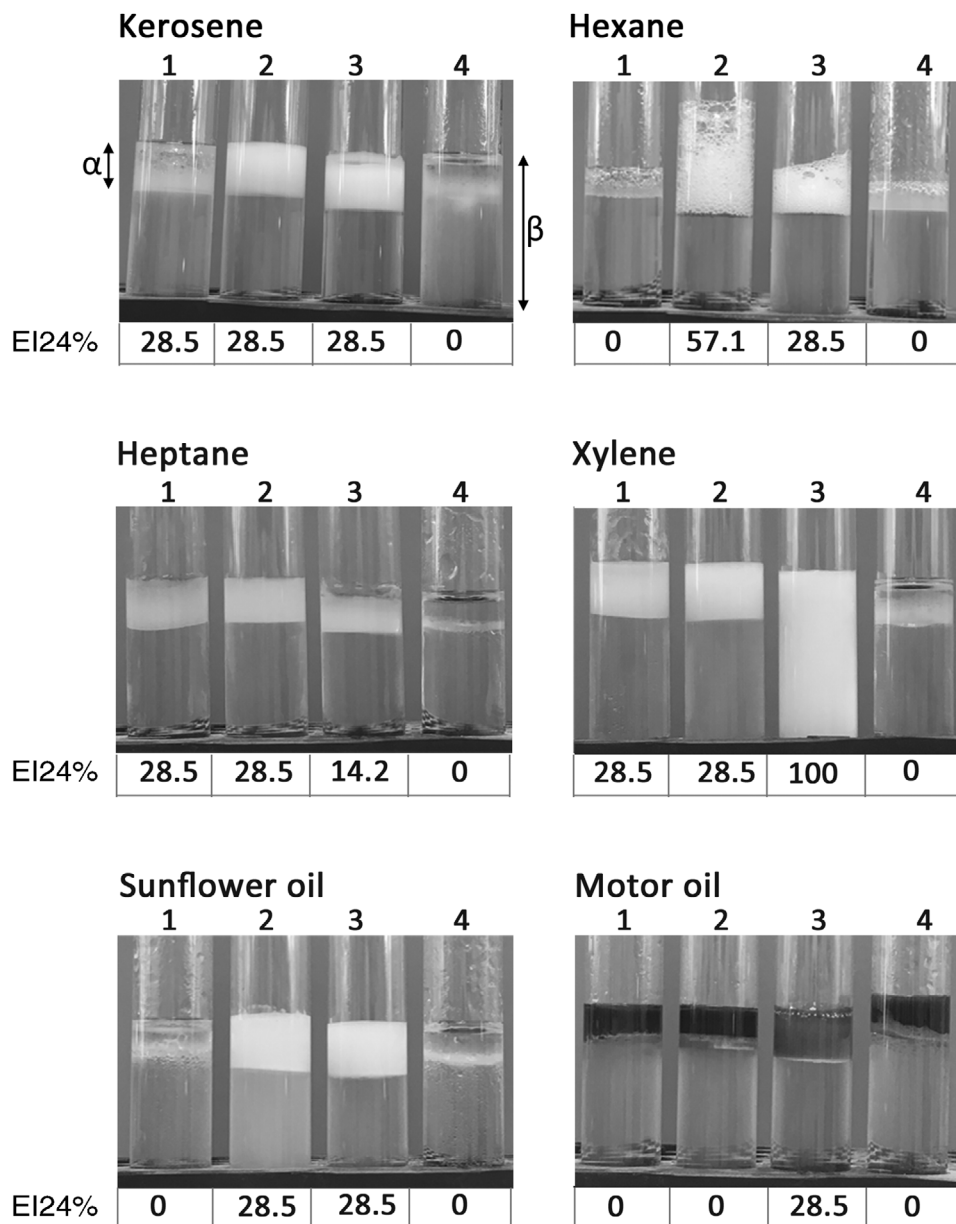 Kerosene
1 2 3 4
α
β
EI24% 28.5 28.5 28.5 0
Hexane
1 2 3 4
0 57.1 28.5 0
Heptane
1 2 3 4
EI24% 28.5 28.5 14.2 0
Xylene
1 2 3 4
28.5 28.5 100 0
Sunflower oil
1 2 3 4
EI24% 0 28.5 28.5 0
Motor oil
1 2 3 4
0 0 28.5 0